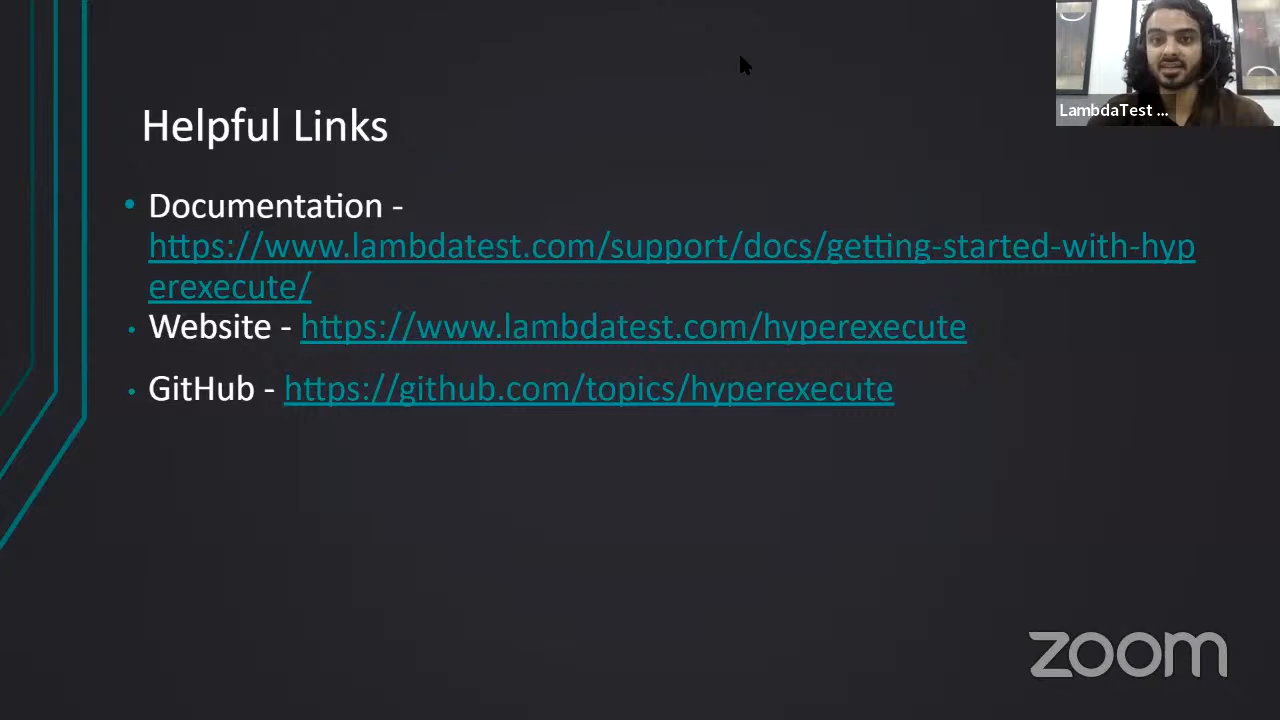 LambdaTest ...
Helpful Links
• Documentation -
https://www.lambdatest.com/support/docs/getting-started-with-hyp
erexecute/
• Website - https://www.lambdatest.com/hyperexecute
• GitHub - https://github.com/topics/hyperexecute
zoom